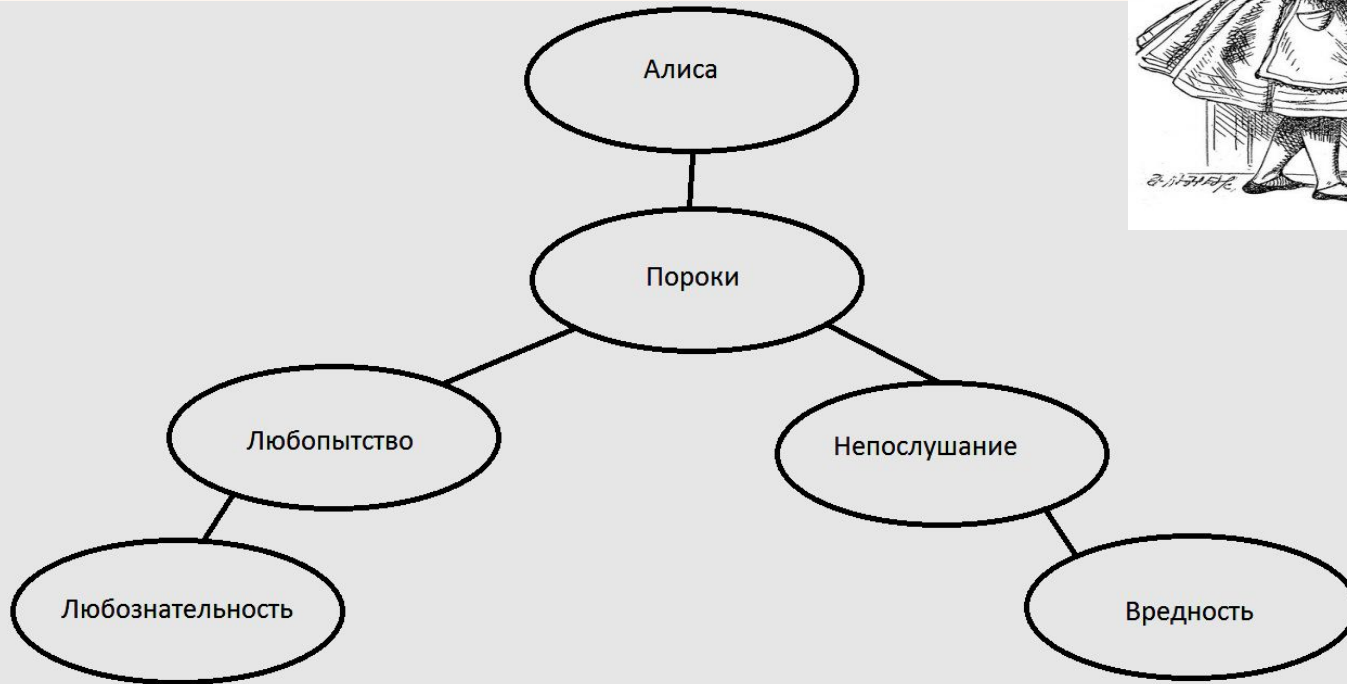 Алиса
Пороки
Любопытство
Непослушание
Любознательность
Вредность